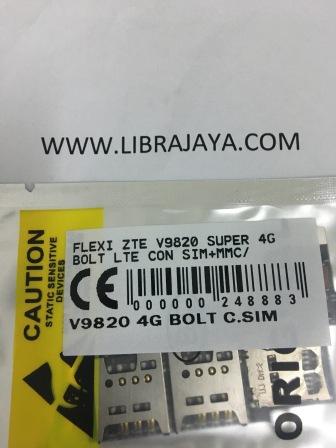 WWW.LIBRAJAYA.COM
FLEXI ZTE V9820 SUPER 4G
BOLT LTE CON SIM+MMC/
CE
000000 248883
V9820 4G BOLT C.SIM
CAUTION
STATIC SENSITIVE
DEVICES